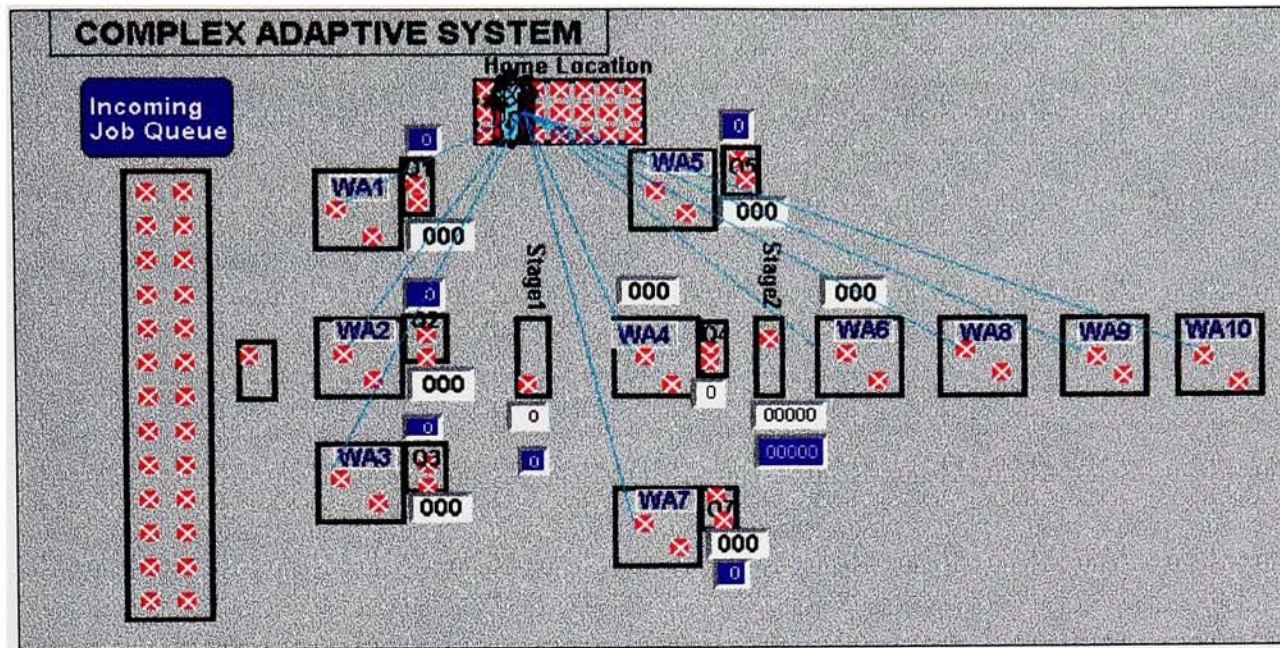 COMPLEX ADAPTIVE SYSTEM
Home Location
Incoming
Job Queue
0
0
WA1
WA5
Q5
000
000
0
Stage1
Stage2
000
000
WA2
Q2
WA4
Q4
WA6
WA8
WA9
WA10
000
0
0
00000
0
0
00000
WA3
Q3
000
WA7
Q7
000
0